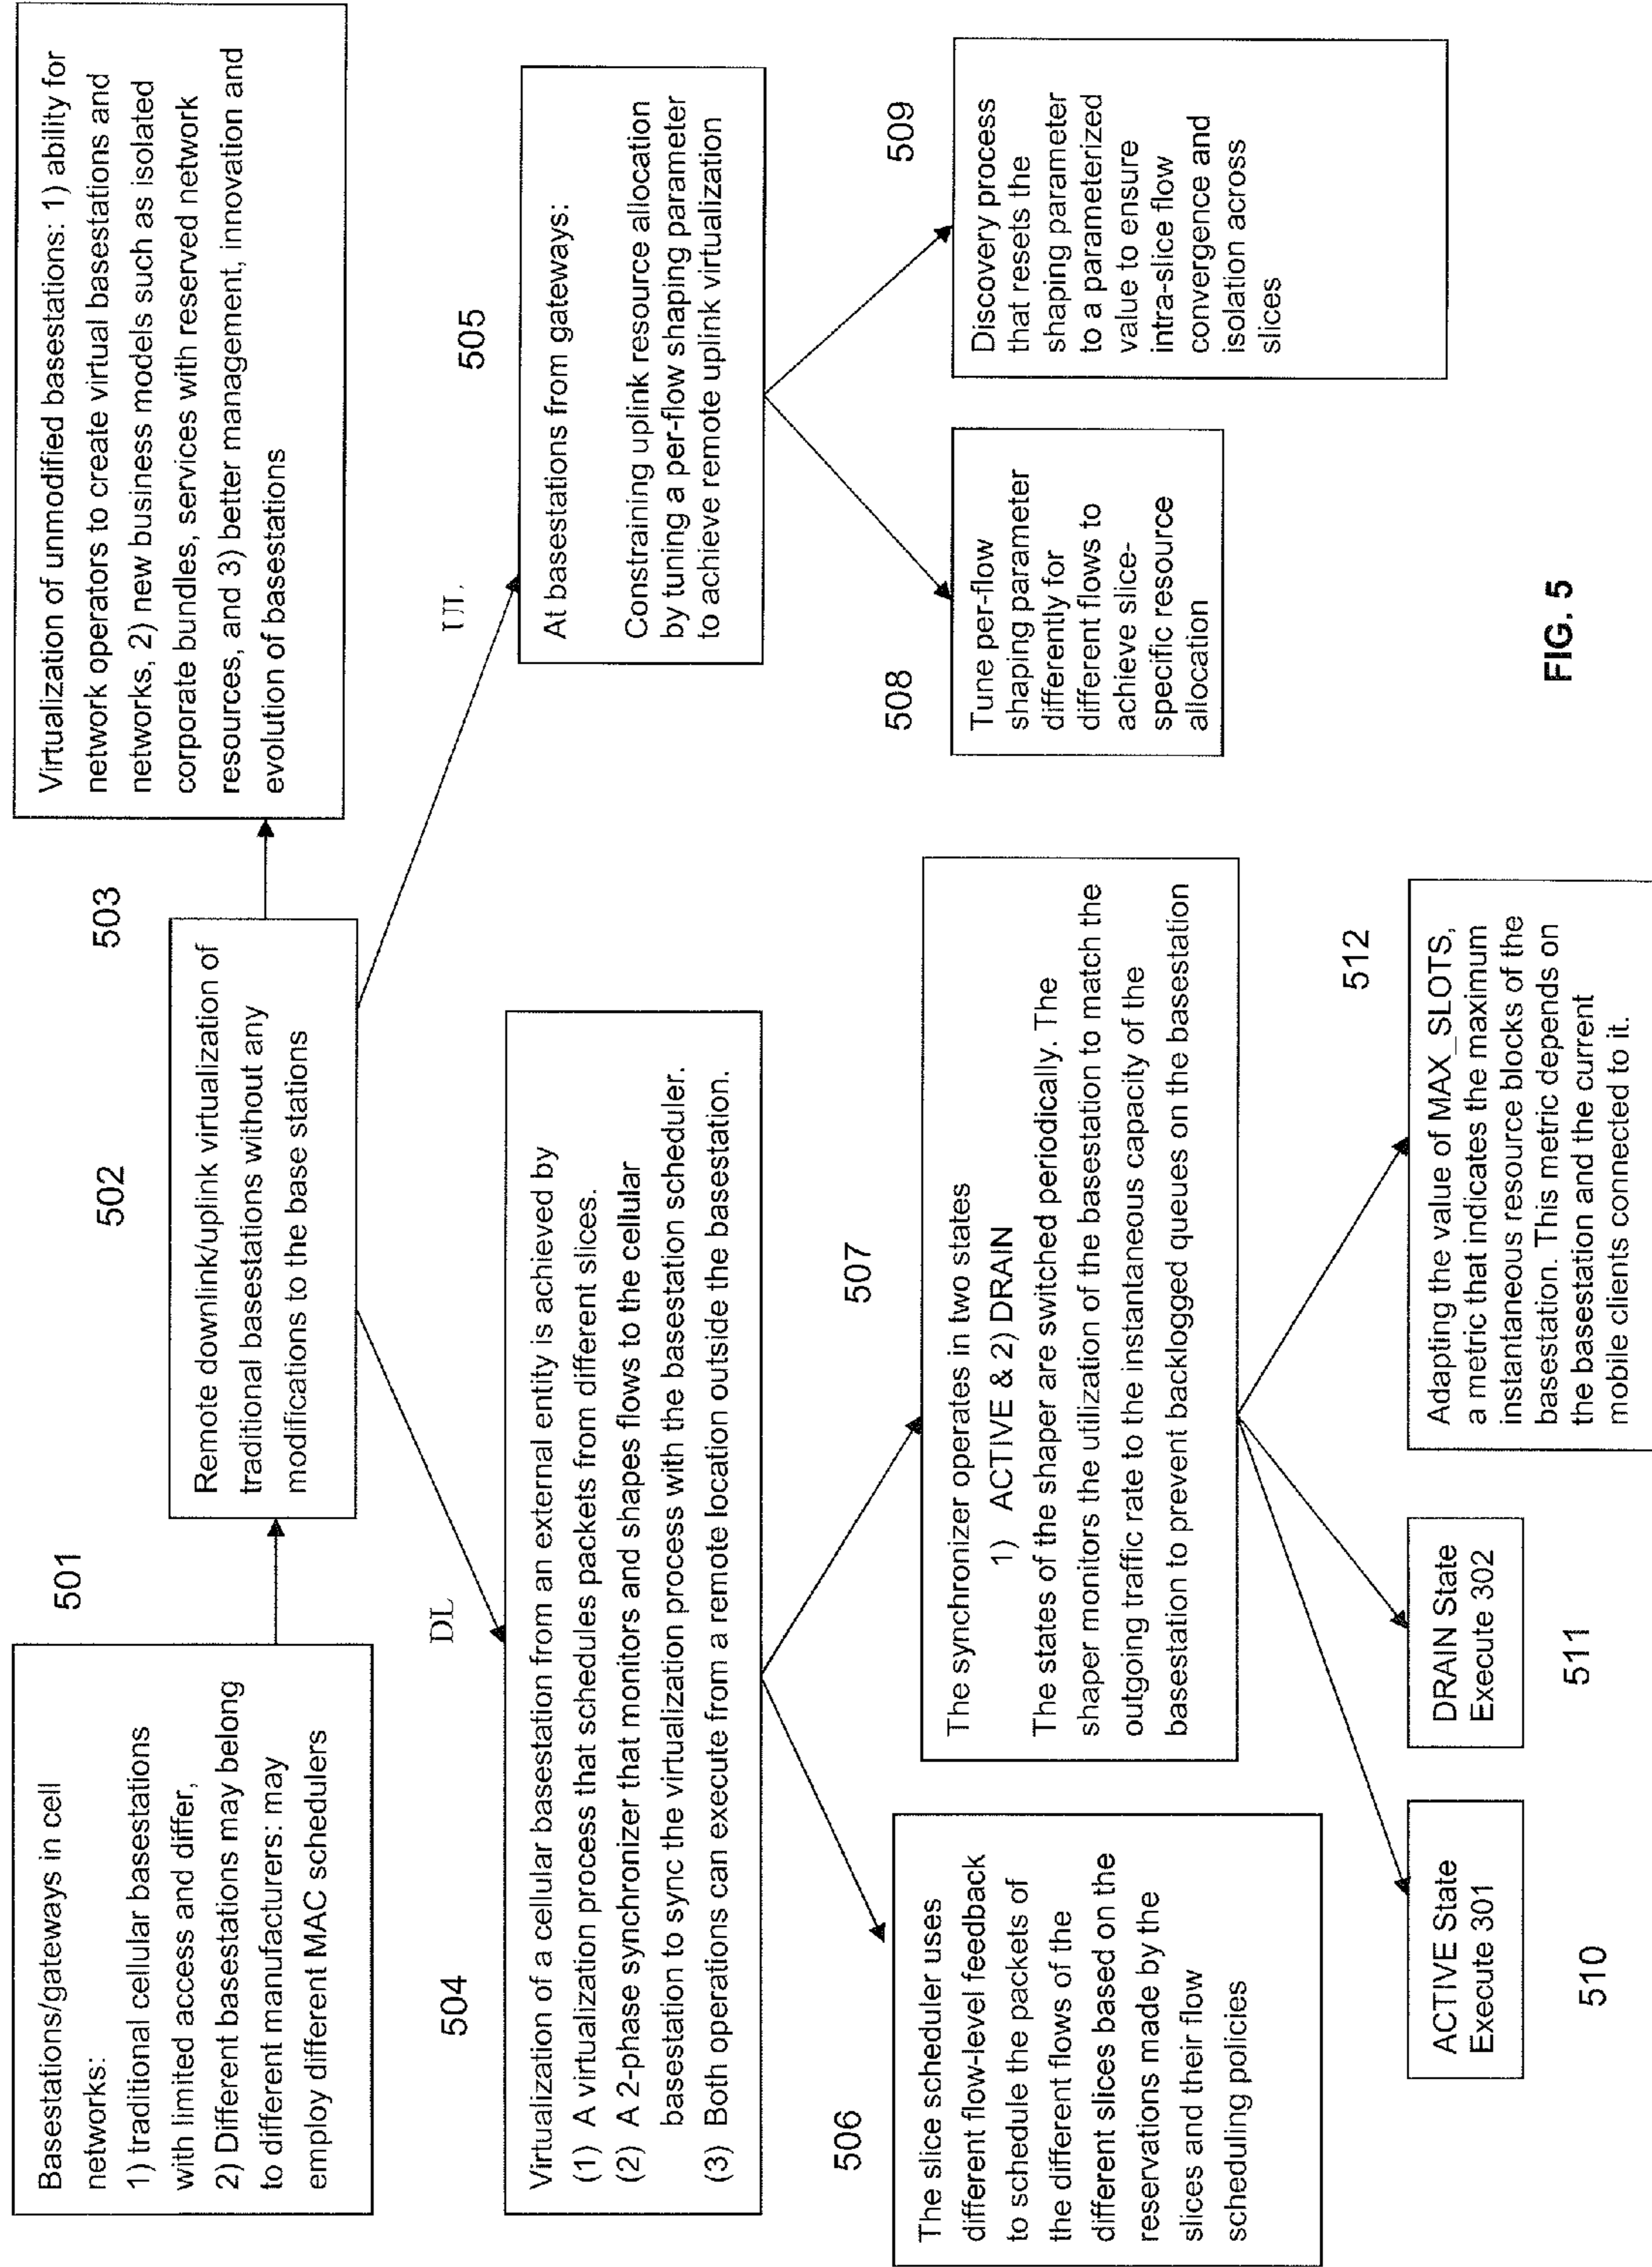 501
Basestations/gateways in cell
networks:
1) traditional cellular basestations
with limited access and differ,
2) Different basestations may belong
to different manufacturers: may
employ different MAC schedulers
502
Remote downlink/uplink virtualization of
traditional basestations without any
modifications to the base stations
503
Virtualization of unmodified basestations: 1) ability for
network operators to create virtual basestations and
networks, 2) new business models such as isolated
corporate bundles, services with reserved network
resources, and 3) better management, innovation and
evolution of basestations
DL
UL
504
Virtualization of a cellular basestation from an external entity is achieved by
(1) A virtualization process that schedules packets from different slices.
(2) A 2-phase synchronizer that monitors and shapes flows to the cellular
basestation to sync the virtualization process with the basestation scheduler.
(3) Both operations can execute from a remote location outside the basestation.
505
At basestations from gateways:
Constraining uplink resource allocation
by tuning a per-flow shaping parameter
to achieve remote uplink virtualization
506
The slice scheduler uses
different flow-level feedback
to schedule the packets of
the different flows of the
different slices based on the
reservations made by the
slices and their flow
scheduling policies
507
The synchronizer operates in two states
1) ACTIVE & 2) DRAIN
The states of the shaper are switched periodically. The
shaper monitors the utilization of the basestation to match the
outgoing traffic rate to the instantaneous capacity of the
basestation to prevent backlogged queues on the basestation
508
Tune per-flow
shaping parameter
differently for
different flows to
achieve slice-
specific resource
allocation
509
Discovery process
that resets the
shaping parameter
to a parameterized
value to ensure
intra-slice flow
convergence and
isolation across
slices
ACTIVE State
Execute 301
510
DRAIN State
Execute 302
511
512
Adapting the value of MAX_SLOTS,
a metric that indicates the maximum
instantaneous resource blocks of the
basestation. This metric depends on
the basestation and the current
mobile clients connected to it.
FIG. 5